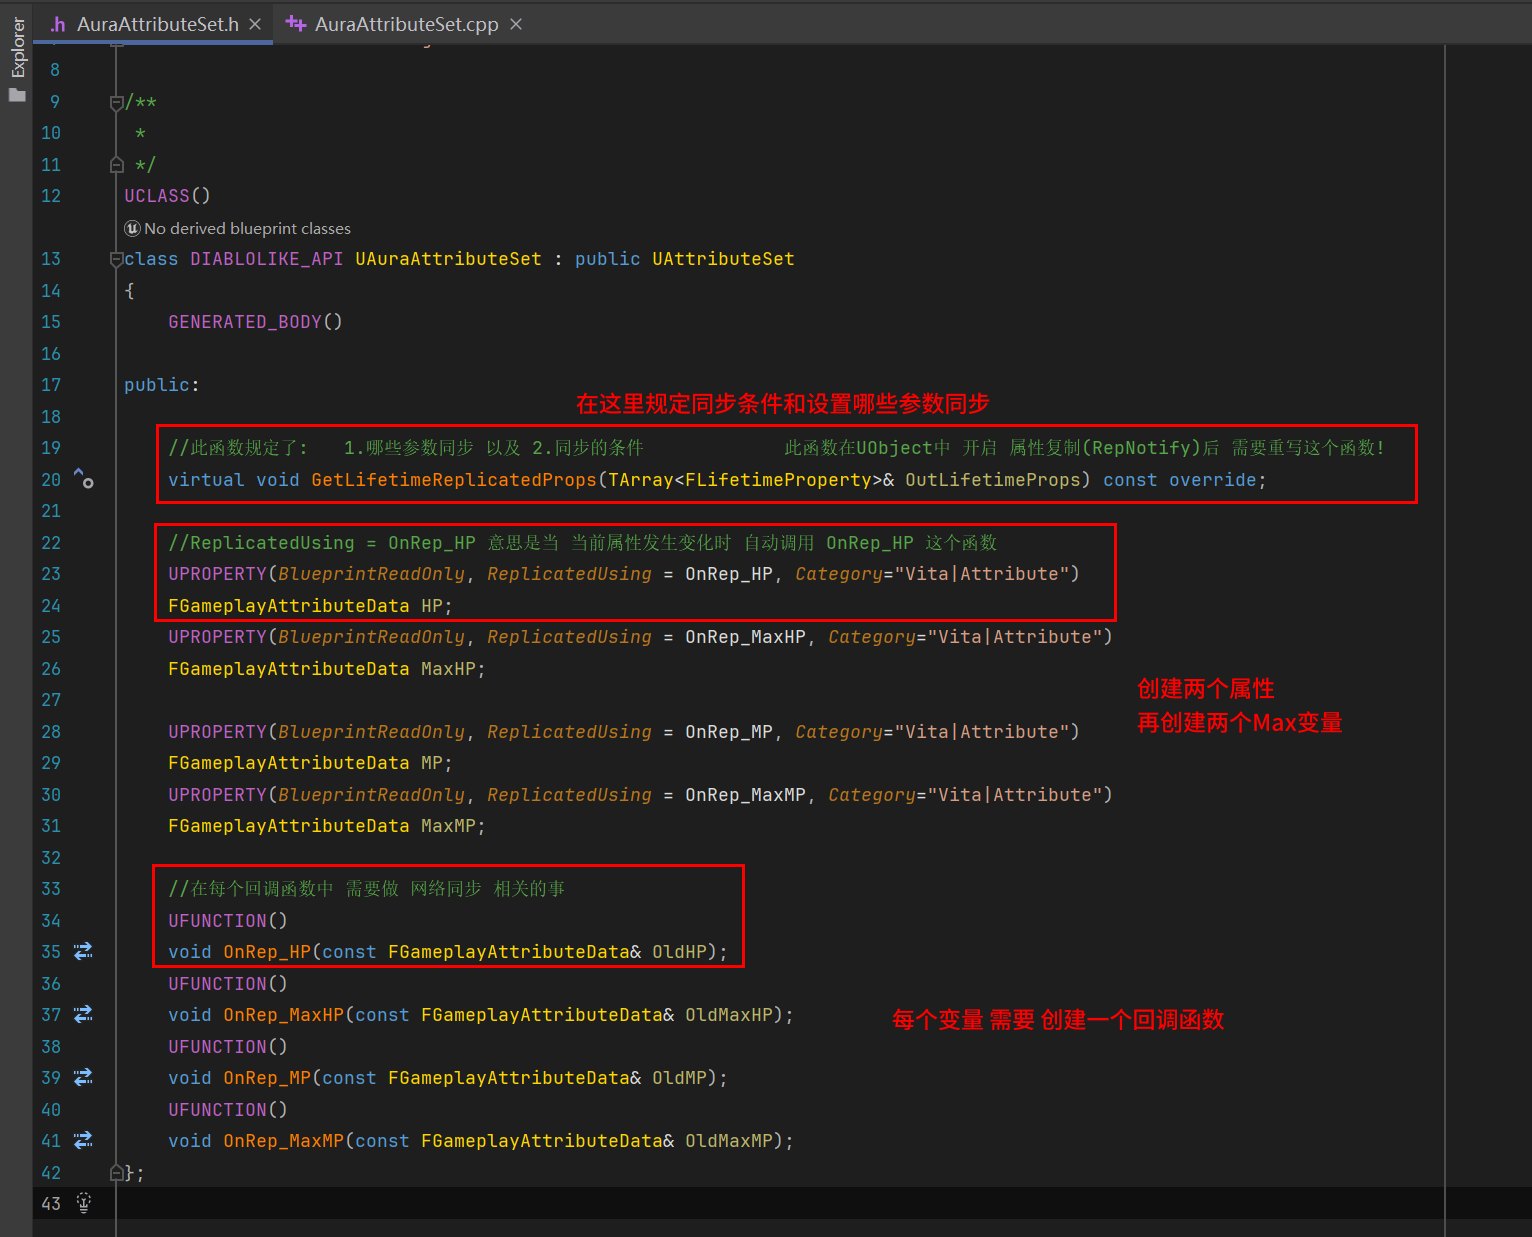 Explorer
.h AuraAttributeSet.h ×
AuraAttributeSet.cpp ×
8
9 /**
10 *
11 */
12 UCLASS()
No derived blueprint classes
13 class DIABLOLIKE_API UAuraAttributeSet : public UAttributeSet
14 {
15 GENERATED_BODY()
16
17 public:
在这里规定同步条件和设置哪些参数同步
18
19 //此函数规定了: 1.哪些参数同步 以及 2.同步的条件 此函数在UObject中 开启 属性复制(RepNotify)后 需要重写这个函数!
20 virtual void GetLifetimeReplicatedProps(TArray<FLifetimeProperty>& OutLifetimeProps) const override;
21
22 //ReplicatedUsing = OnRep_HP 意思是当 当前属性发生变化时 自动调用 OnRep_HP 这个函数
23 UPROPERTY(BlueprintReadOnly, ReplicatedUsing = OnRep_HP, Category="Vita|Attribute")
24 FGameplayAttributeData HP;
25 UPROPERTY(BlueprintReadOnly, ReplicatedUsing = OnRep_MaxHP, Category="Vita|Attribute")
26 FGameplayAttributeData MaxHP;
创建两个属性
27
再创建两个Max变量
28 UPROPERTY(BlueprintReadOnly, ReplicatedUsing = OnRep_MP, Category="Vita|Attribute")
29 FGameplayAttributeData MP;
30 UPROPERTY(BlueprintReadOnly, ReplicatedUsing = OnRep_MaxMP, Category="Vita|Attribute")
31 FGameplayAttributeData MaxMP;
32
33 //在每个回调函数中 需要做 网络同步 相关的事
34 UFUNCTION()
35 void OnRep_HP(const FGameplayAttributeData& OldHP);
36 UFUNCTION()
37 void OnRep_MaxHP(const FGameplayAttributeData& OldMaxHP);
每个变量 需要 创建一个回调函数
38 UFUNCTION()
39 void OnRep_MP(const FGameplayAttributeData& OldMP);
40 UFUNCTION()
41 void OnRep_MaxMP(const FGameplayAttributeData& OldMaxMP);
42 };
43